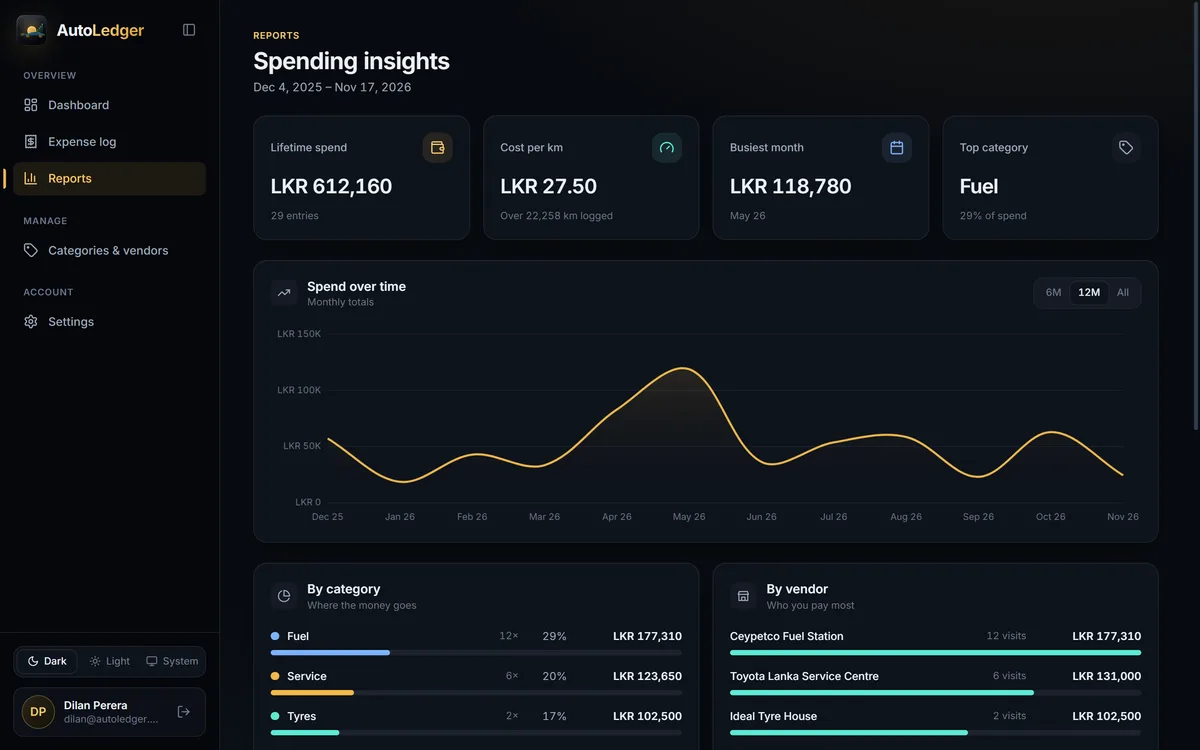 AutoLedger
OVERVIEW
Dashboard
Expense log
Reports
MANAGE
Categories & vendors
ACCOUNT
Settings
Dark Light System
DP
Dilan Perera
dilan@autoledger....
REPORTS
Spending insights
Dec 4, 2025 – Nov 17, 2026
Lifetime spend
LKR 612,160
29 entries
Cost per km
LKR 27.50
Over 22,258 km logged
Busiest month
LKR 118,780
May 26
Top category
Fuel
29% of spend
Spend over time
Monthly totals
6M 12M All
LKR 150K
LKR 100K
LKR 50K
LKR 0
Dec 25 Jan 26 Feb 26 Mar 26 Apr 26 May 26 Jun 26 Jul 26 Aug 26 Sep 26 Oct 26 Nov 26
By category
Where the money goes
Fuel 12× 29% LKR 177,310
Service 6× 20% LKR 123,650
Tyres 2× 17% LKR 102,500
By vendor
Who you pay most
Ceypetco Fuel Station 12 visits LKR 177,310
Toyota Lanka Service Centre 6 visits LKR 131,000
Ideal Tyre House 2 visits LKR 102,500